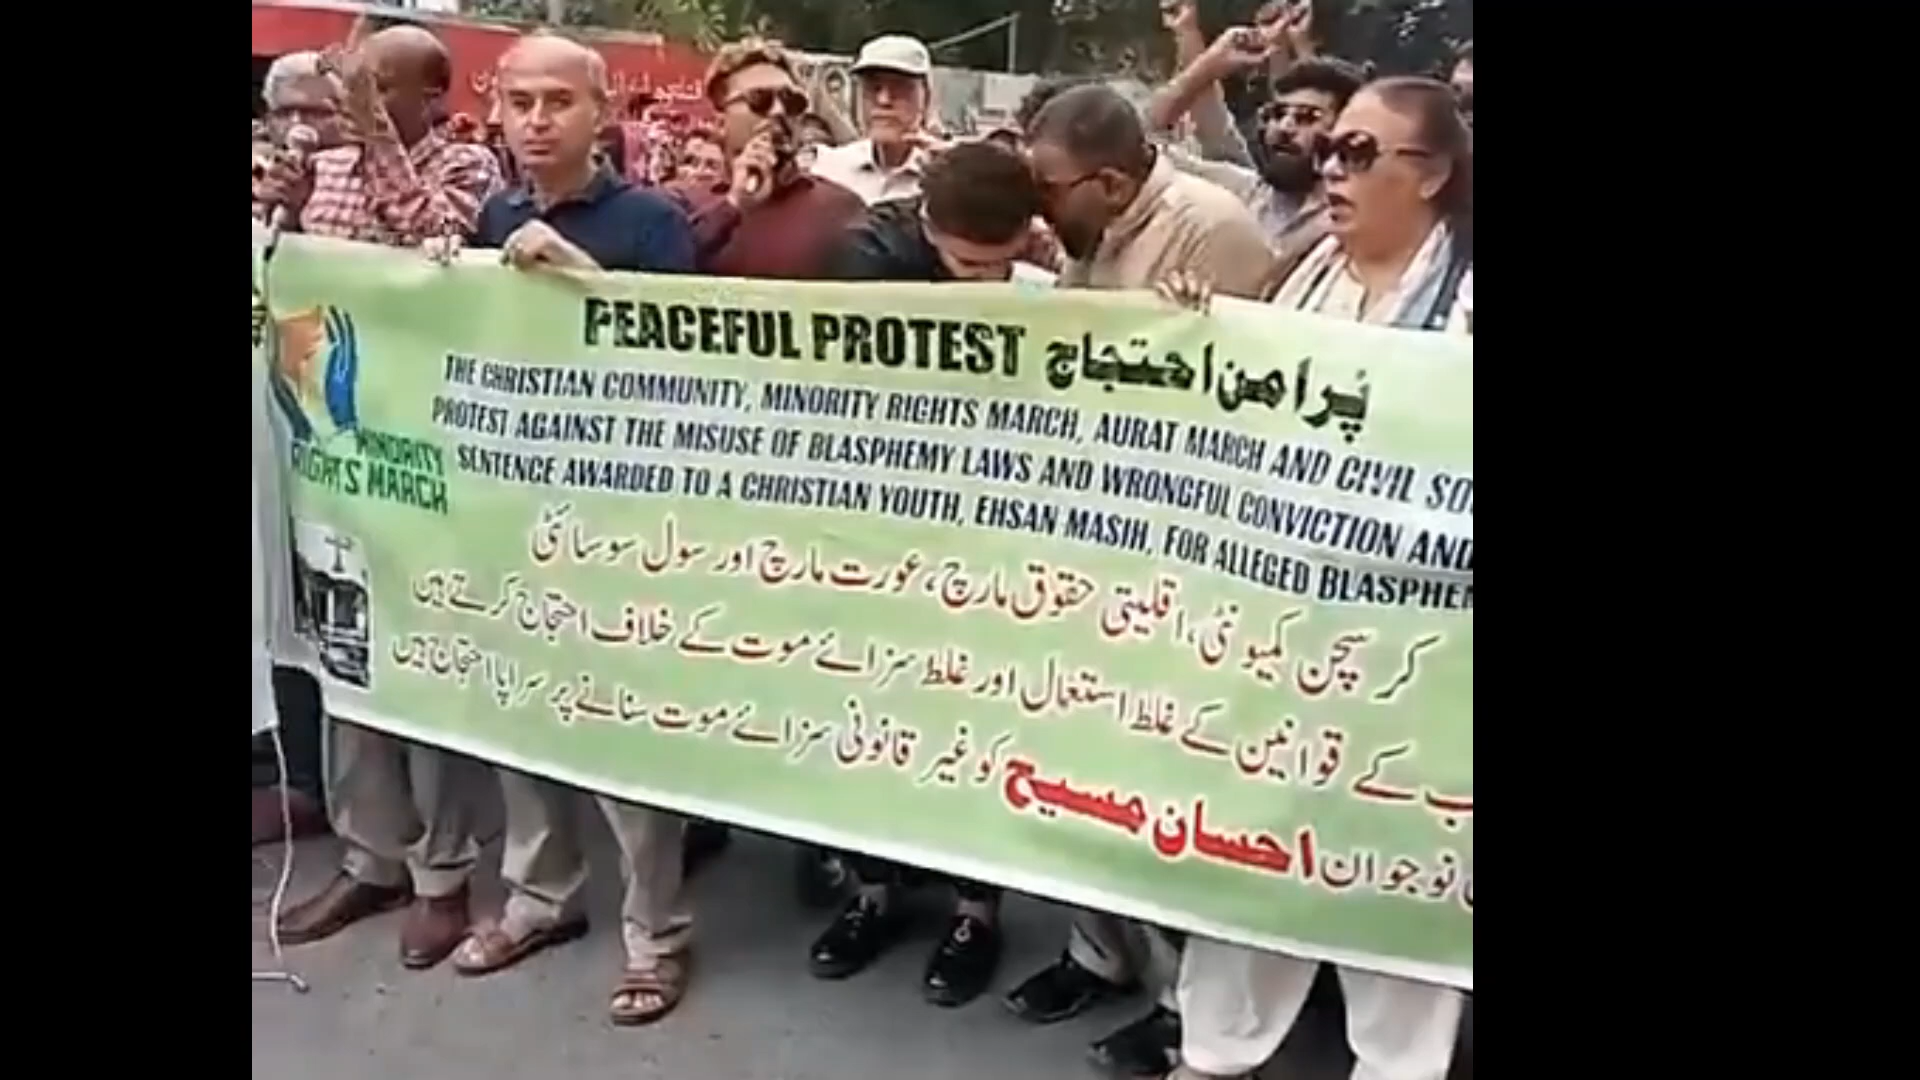 PEACEFUL PROTEST پُرامن احتجاج
THE CHRISTIAN COMMUNITY, MINORITY RIGHTS MARCH, AURAT MARCH AND CIVIL
PROTEST AGAINST THE MISUSE OF BLASPHEMY LAWS AND WRONGFUL CONVICTION AND
SENTENCE AWARDED TO A CHRISTIAN YOUTH, EHSAN MASIH, FOR ALLEGED
MINORITY
RIGHTS MARCH
کرسچن کمیونٹی، اقلیتی حقوق مارچ، عورت مارچ اور سول سوسائٹی
کے قوانین کے غلط استعمال اور غلط سزائے موت کے خلاف احتجاج کرتے ہیں
نوجوان احسان مسیح کو غیر قانونی سزائے موت سنانے پر سراپا احتجاج ہیں